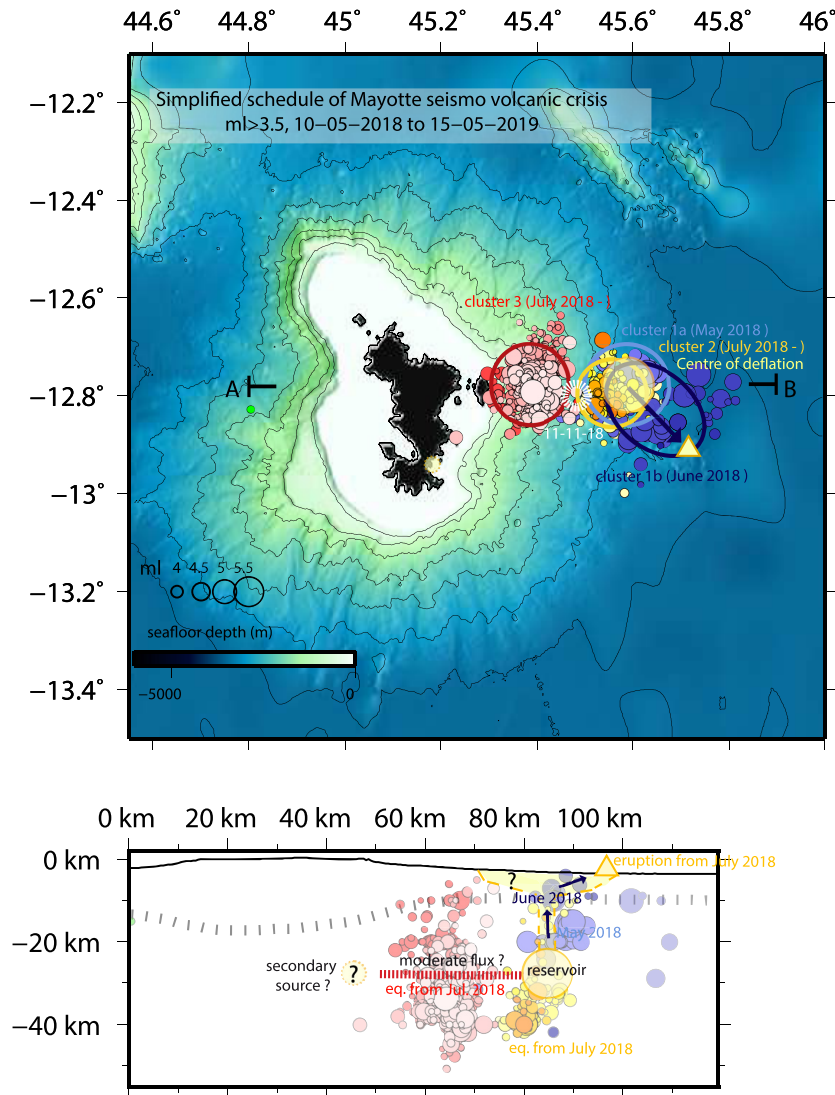 44.6° 45° 45.2° 45.4° 45.6° 45.8° 46°
−12.2°
Simplified schedule of Mayotte seismo volcanic crisis
ml>3.5, 10−05−2018 to 15−05−2019
−12.4°
−12.6°
cluster 3 (July 2018 - )
cluster 1a (May 2018 )
cluster 2 (July 2018 - )
Centre of deflation
−12.8°
A
B
11-11-18
cluster 1b (June 2018 )
−13°
ml 4 4.5 5 5.5
−13.2°
seafloor depth (m)
−5000 0
−13.4°
0 km 20 km 40 km 60 km 80 km 100 km
0 km
eruption from July 2018
?
June 2018
May 2018
−20 km
moderate flux ?
secondary
source ?
?
reservoir
eq. from Jul. 2018
−40 km
eq. from July 2018